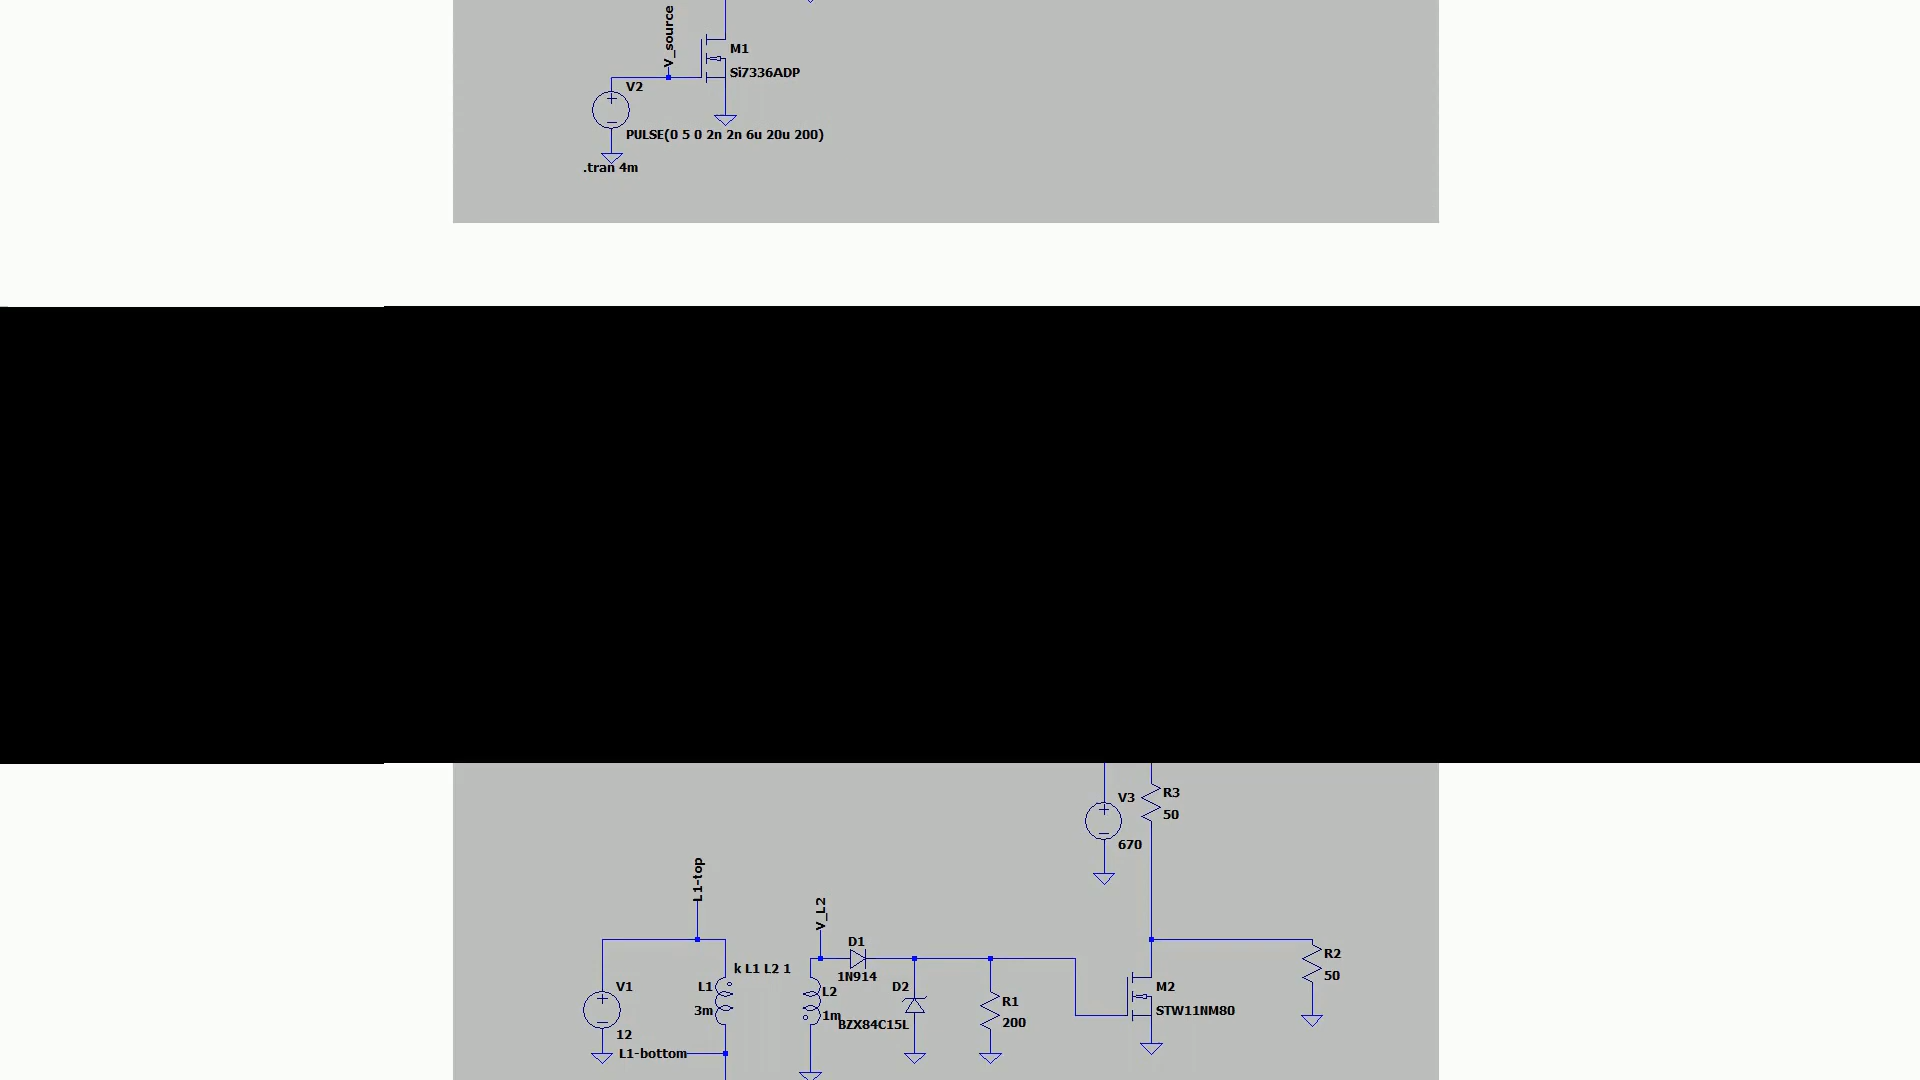 V_source
M1
Si7336ADP
V2
PULSE(0 5 0 2n 2n 6u 20u 200)
.tran 4m
V3
670
R3
50
L1-top
V_L2
D1
1N914
k L1 L2 1
V1
12
L1
3m
L1-bottom
L2
1m
D2
BZX84C15L
R1
200
M2
STW11NM80
R2
50